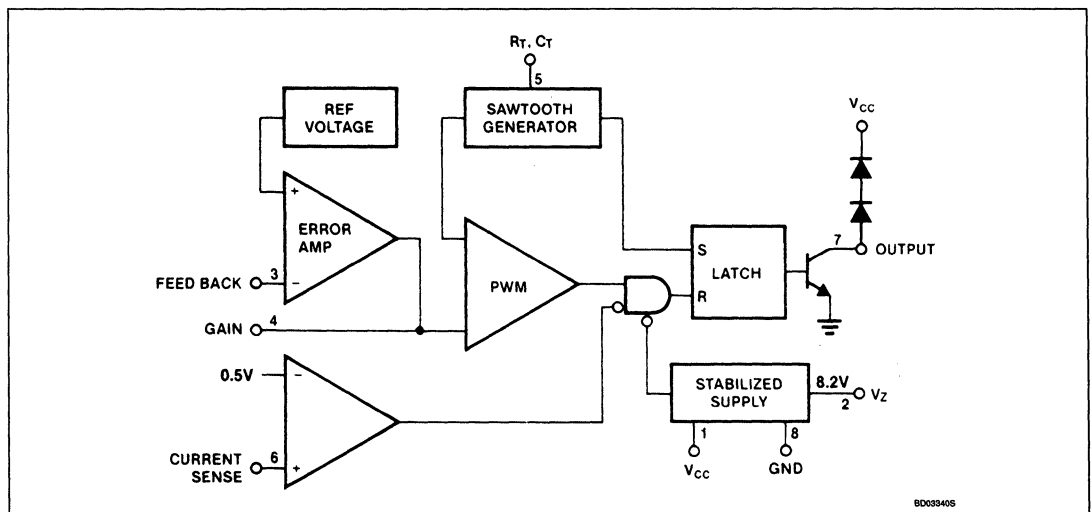 RT, CT
5
REF
VOLTAGE
SAWTOOTH
GENERATOR
VCC
+
ERROR
AMP
−
FEED BACK
3
GAIN
4
PWM
S
LATCH
R
7
OUTPUT
0.5V
−
STABILIZED
SUPPLY
8.2V
2
VZ
CURRENT
SENSE
6
+
1
8
VCC
GND
BD03340S